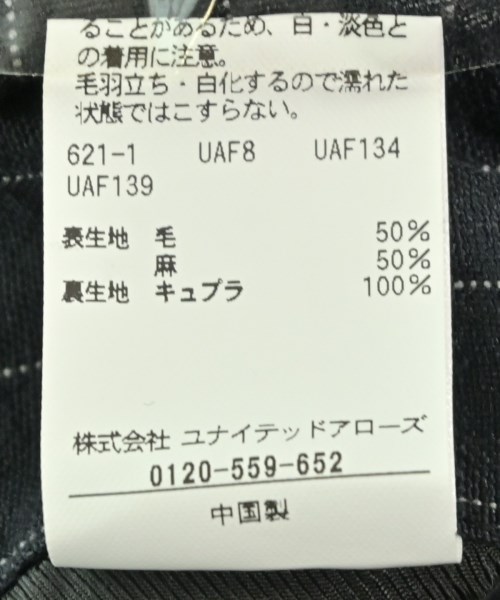 ることがあるため、白・淡色と
の着用に注意。
毛羽立ち・白化するので濡れた
状態ではこすらない。
621-1 UAF8 UAF134
UAF139
表生地 毛 50%
麻 50%
裏生地 キュプラ 100%
株式会社 ユナイテッドアローズ
0120-559-652
中国製